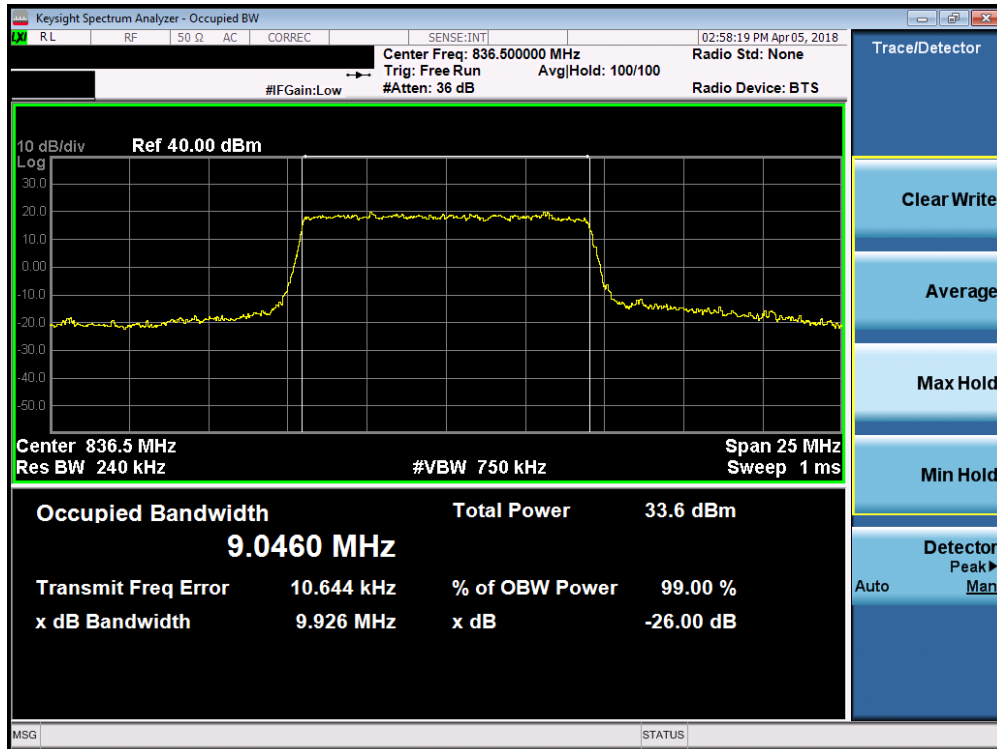 Keysight Spectrum Analyzer - Occupied BW
LXI RL RF 50 Ω AC CORREC SENSE:INT 02:58:19 PM Apr 05, 2018
Center Freq: 836.500000 MHz Radio Std: None
Trig: Free Run Avg|Hold: 100/100
#IFGain:Low #Atten: 36 dB Radio Device: BTS
10 dB/div Ref 40.00 dBm
Log
30.0
20.0
10.0
0.00
-10.0
-20.0
-30.0
-40.0
-50.0
Center 836.5 MHz Span 25 MHz
Res BW 240 kHz #VBW 750 kHz Sweep 1 ms
Occupied Bandwidth Total Power 33.6 dBm
9.0460 MHz
Transmit Freq Error 10.644 kHz % of OBW Power 99.00 %
x dB Bandwidth 9.926 MHz x dB -26.00 dB
Trace/Detector
Clear Write
Average
Max Hold
Min Hold
Detector
Peak▶
Auto Man
MSG STATUS